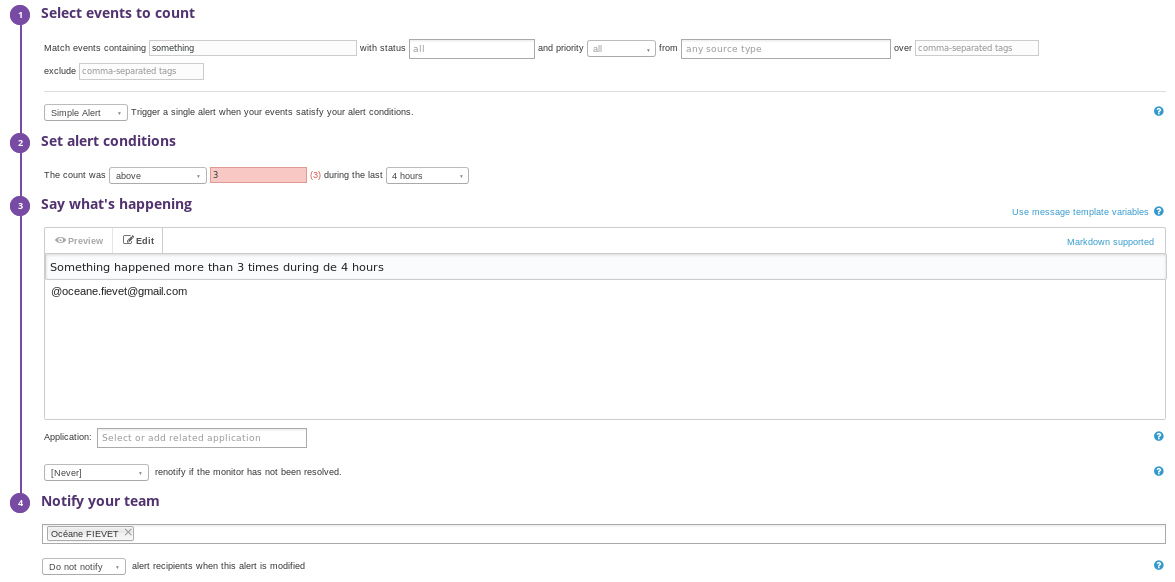 1 Select events to count
Match events containing something with status all and priority all from any source type over comma-separated tags
exclude comma-separated tags
Simple Alert Trigger a single alert when your events satisfy your alert conditions. ?
2 Set alert conditions
The count was above 3 (3) during the last 4 hours
3 Say what's happening
Use message template variables ?
Preview Edit Markdown supported
Something happened more than 3 times during de 4 hours
@oceane.fievet@gmail.com
Application: Select or add related application ?
[Never] renotify if the monitor has not been resolved. ?
4 Notify your team
Océane FIEVET
Do not notify alert recipients when this alert is modified ?